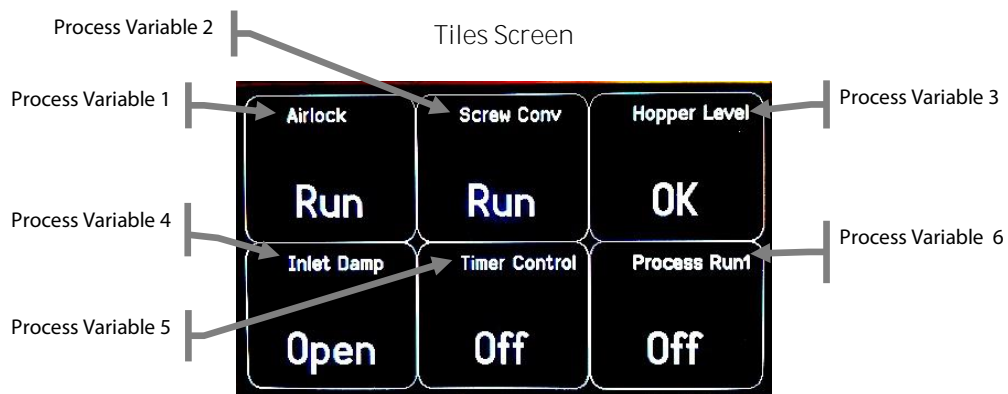 Process Variable 2
Tiles Screen
Process Variable 1
Process Variable 3
Airlock
Screw Conv
Hopper Level
Run
Run
OK
Process Variable 4
Process Variable 6
Inlet Damp
Timer Control
Process Run1
Process Variable 5
Open
Off
Off